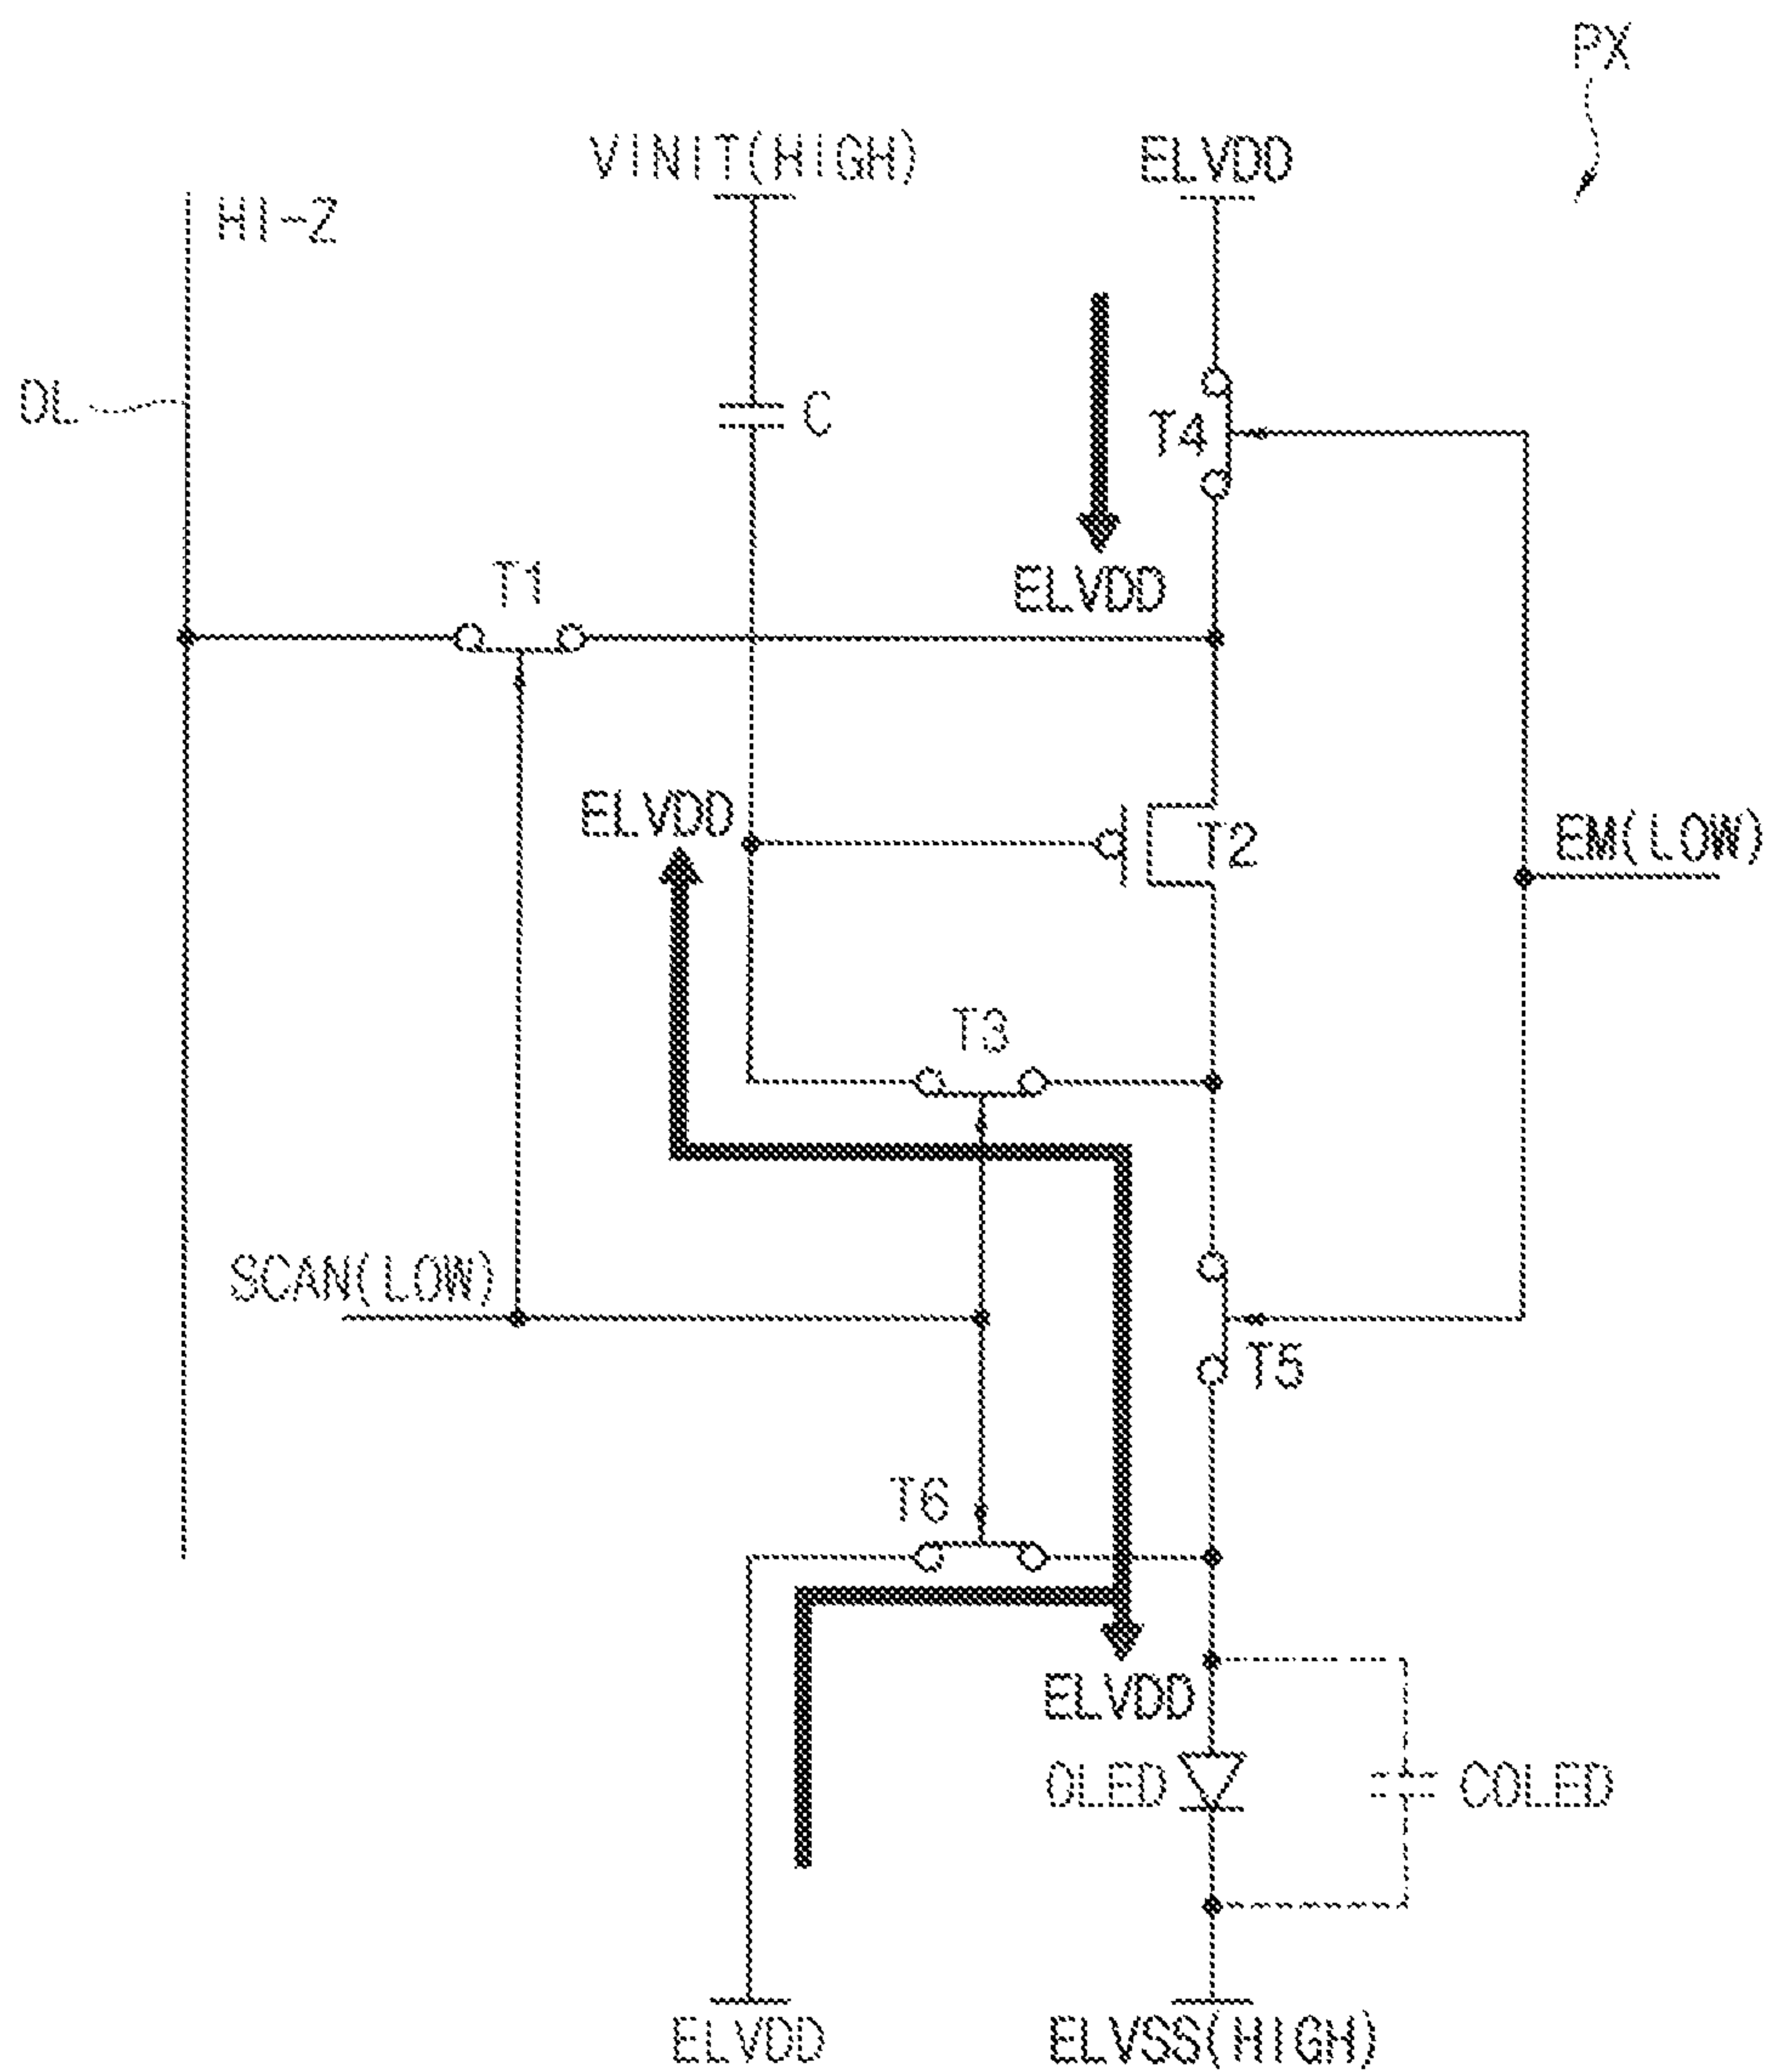 PX
VINIT(HIGH)
ELVDD
HI-Z
DL
C
T4
T1
ELVDD
ELVDD
T2
EM(LOW)
T3
SCAN(LOW)
T5
T6
ELVDD
OLED
COLED
ELVDD
ELVSS(HIGH)